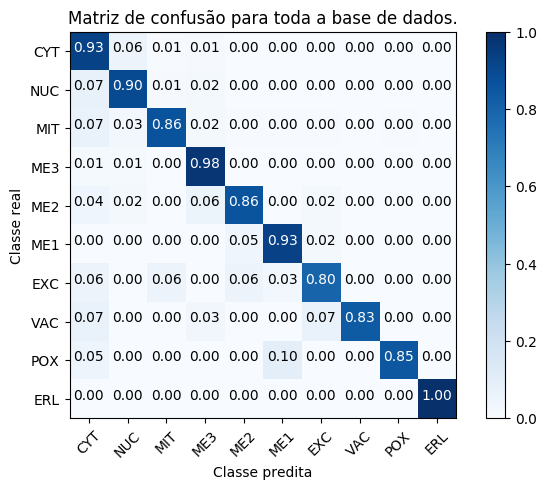 Matriz de confusão para toda a base de dados.
Classe real
CYT 0.93 0.06 0.01 0.01 0.00 0.00 0.00 0.00 0.00 0.00
NUC 0.07 0.90 0.01 0.02 0.00 0.00 0.00 0.00 0.00 0.00
MIT 0.07 0.03 0.86 0.02 0.00 0.00 0.00 0.00 0.00 0.00
ME3 0.01 0.01 0.00 0.98 0.00 0.00 0.00 0.00 0.00 0.00
ME2 0.04 0.02 0.00 0.06 0.86 0.00 0.02 0.00 0.00 0.00
ME1 0.00 0.00 0.00 0.00 0.05 0.93 0.02 0.00 0.00 0.00
EXC 0.06 0.00 0.06 0.00 0.06 0.03 0.80 0.00 0.00 0.00
VAC 0.07 0.00 0.00 0.03 0.00 0.00 0.07 0.83 0.00 0.00
POX 0.05 0.00 0.00 0.00 0.00 0.10 0.00 0.00 0.85 0.00
ERL 0.00 0.00 0.00 0.00 0.00 0.00 0.00 0.00 0.00 1.00
CYT NUC MIT ME3 ME2 ME1 EXC VAC POX ERL
Classe predita
1.0
0.8
0.6
0.4
0.2
0.0